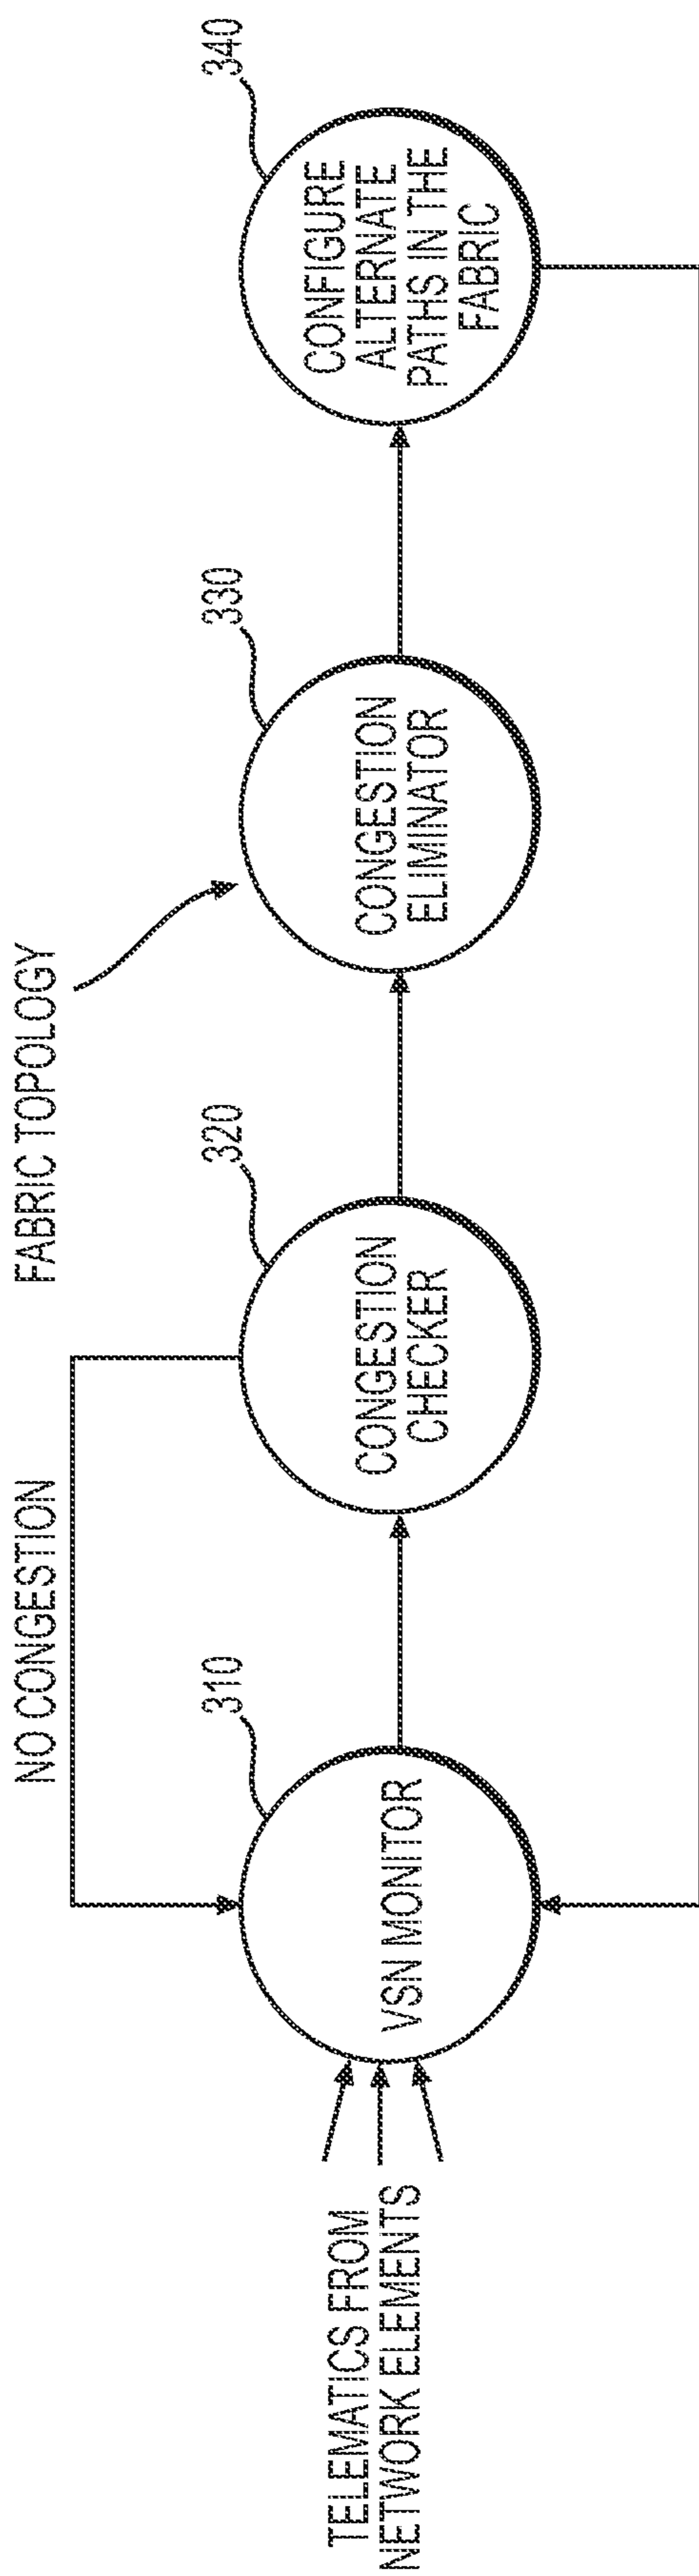 NO CONGESTION
FABRIC TOPOLOGY
310
320
330
340
TELEMATICS FROM
NETWORK ELEMENTS
VSN MONITOR
CONGESTION
CHECKER
CONGESTION
ELIMINATOR
CONFIGURE
ALTERNATE
PATHS IN THE
FABRIC